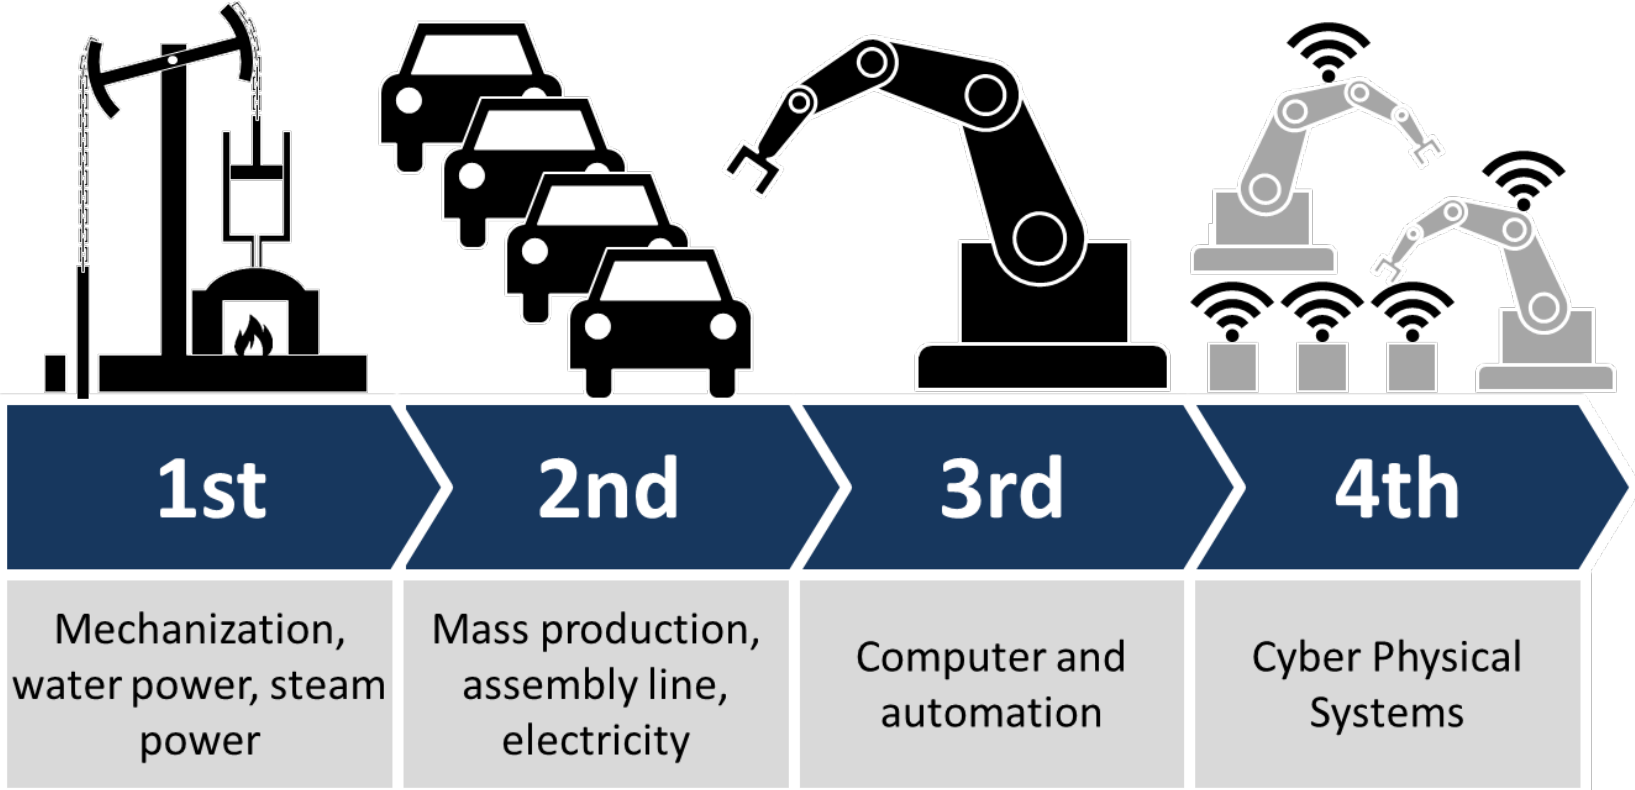 1st
2nd
3rd
4th
Mechanization,
water power, steam
power
Mass production,
assembly line,
electricity
Computer and
automation
Cyber Physical
Systems